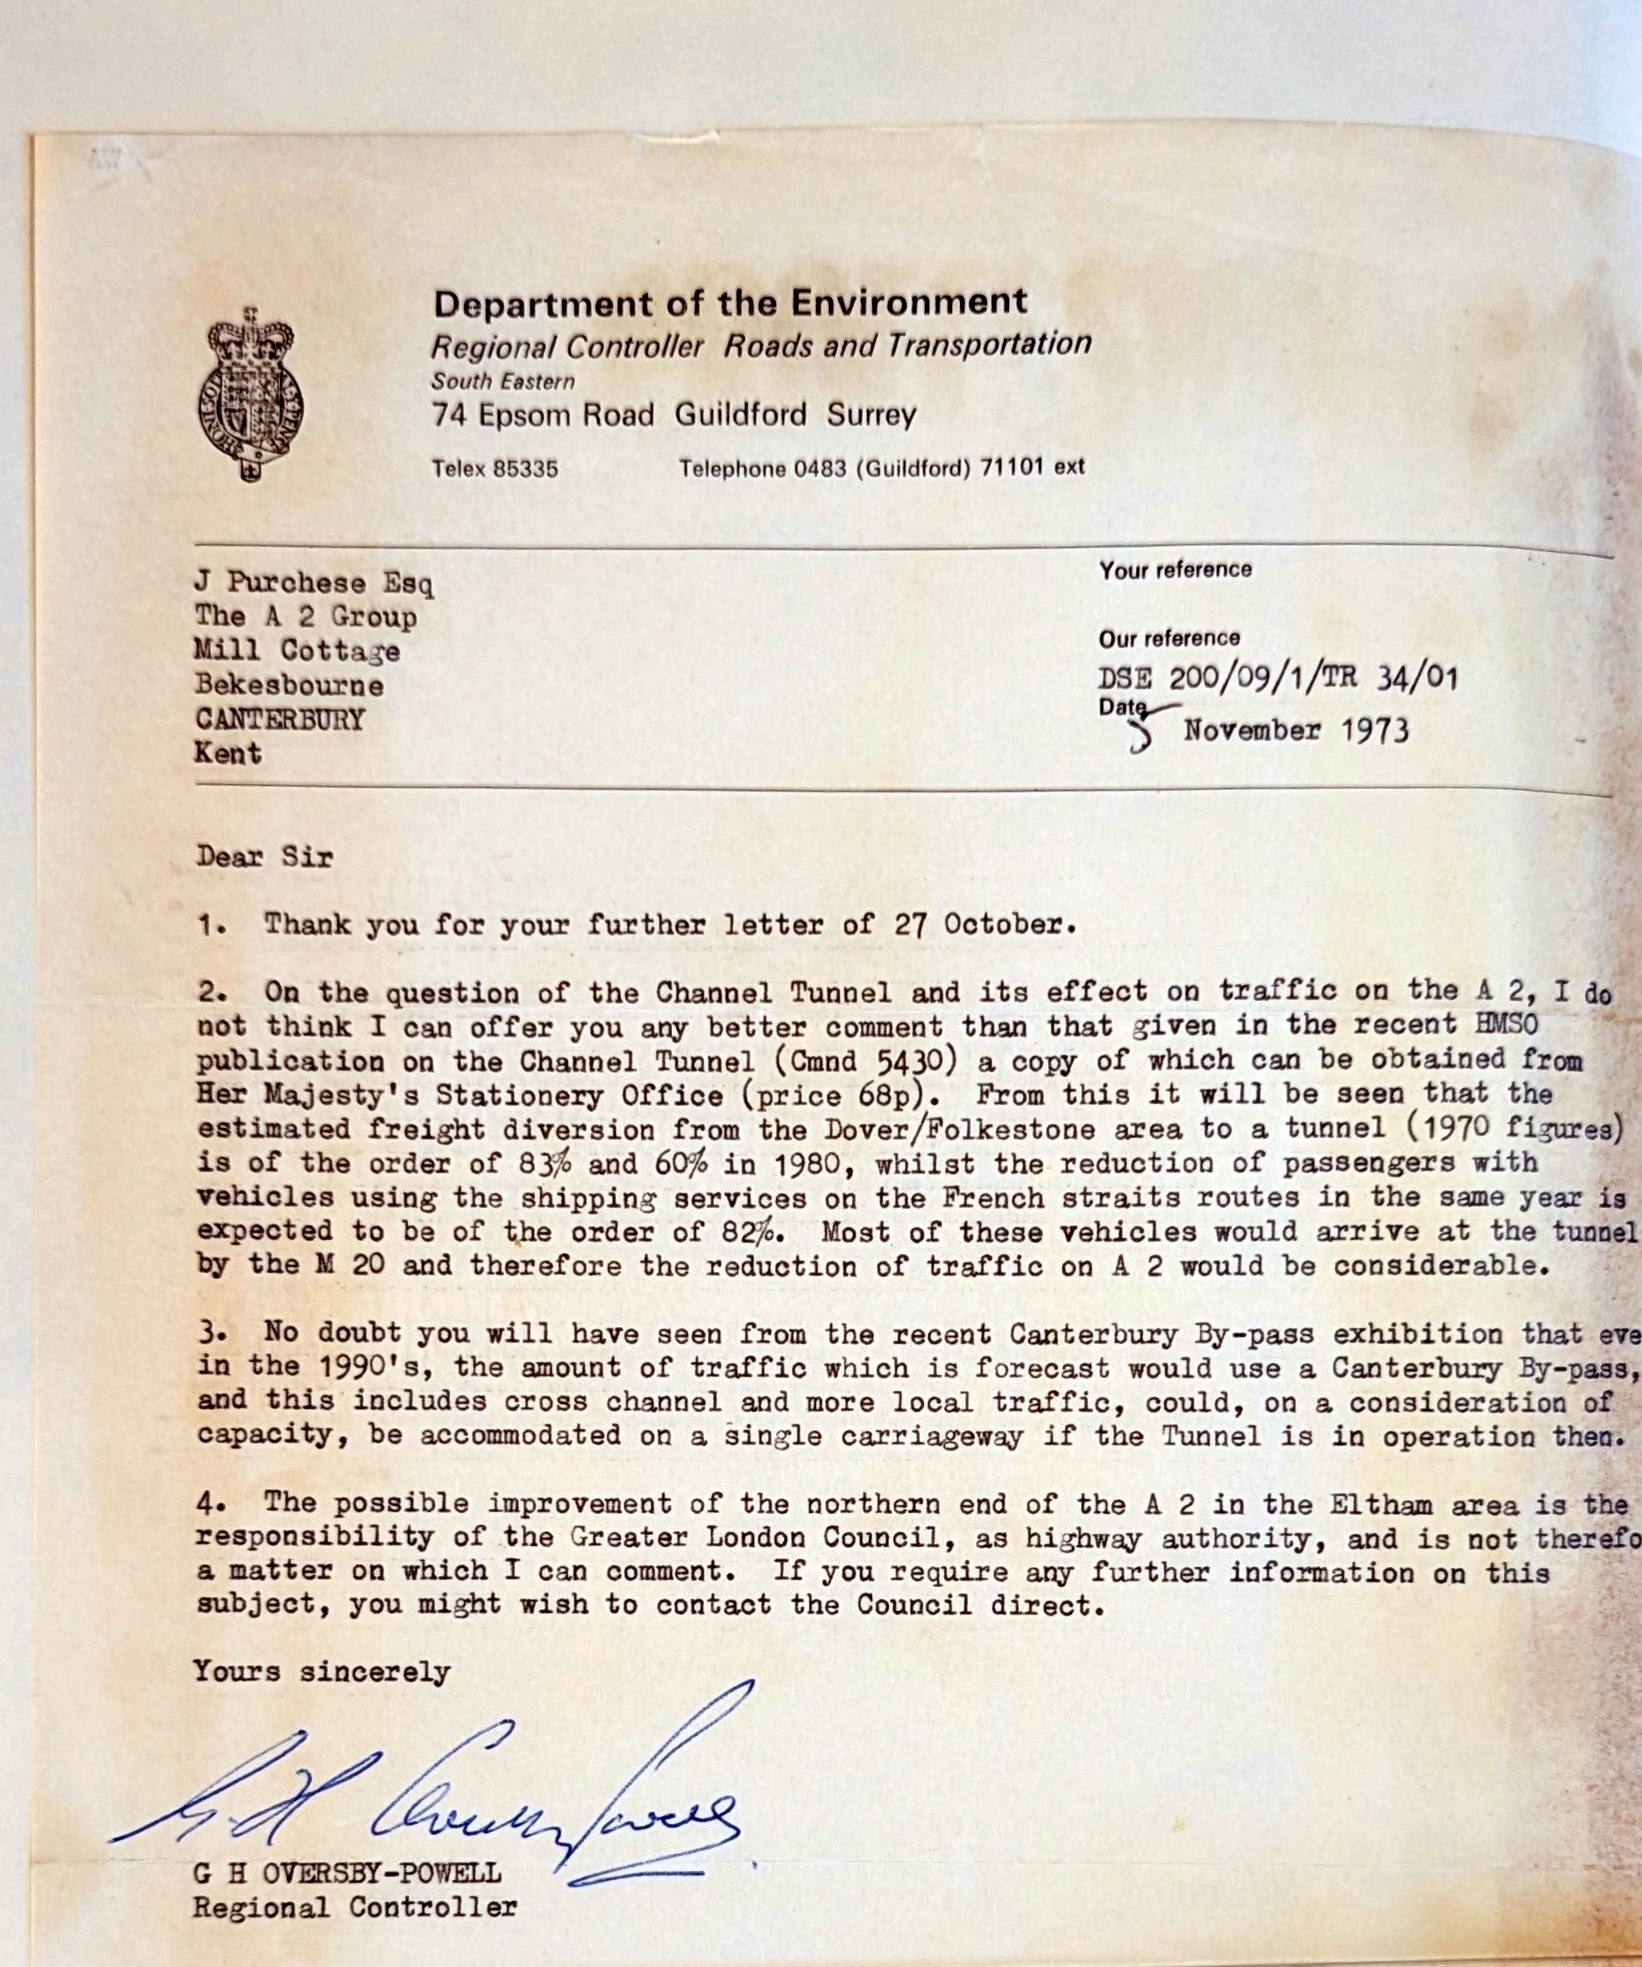 Department of the Environment
Regional Controller Roads and Transportation
South Eastern
74 Epsom Road Guildford Surrey
Telex 85335 Telephone 0483 (Guildford) 71101 ext
J Purchese Esq
The A 2 Group
Mill Cottage
Bekesbourne
CANTERBURY
Kent
Your reference
Our reference
DSE 200/09/1/TR 34/01
Date
5 November 1973
Dear Sir
1. Thank you for your further letter of 27 October.
2. On the question of the Channel Tunnel and its effect on traffic on the A 2, I do
not think I can offer you any better comment than that given in the recent HMSO
publication on the Channel Tunnel (Cmnd 5430) a copy of which can be obtained from
Her Majesty's Stationery Office (price 68p). From this it will be seen that the
estimated freight diversion from the Dover/Folkestone area to a tunnel (1970 figures)
is of the order of 83% and 60% in 1980, whilst the reduction of passengers with
vehicles using the shipping services on the French straits routes in the same year is
expected to be of the order of 82%. Most of these vehicles would arrive at the tunnel
by the M 20 and therefore the reduction of traffic on A 2 would be considerable.
3. No doubt you will have seen from the recent Canterbury By-pass exhibition that eve
in the 1990's, the amount of traffic which is forecast would use a Canterbury By-pass,
and this includes cross channel and more local traffic, could, on a consideration of
capacity, be accommodated on a single carriageway if the Tunnel is in operation then.
4. The possible improvement of the northern end of the A 2 in the Eltham area is the
responsibility of the Greater London Council, as highway authority, and is not therefo
a matter on which I can comment. If you require any further information on this
subject, you might wish to contact the Council direct.
Yours sincerely
G. H Oversby-Powell
G H OVERSBY-POWELL
Regional Controller